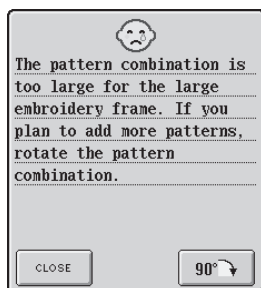 The pattern combination is
too large for the large
embroidery frame. If you
plan to add more patterns,
rotate the pattern
combination.
CLOSE
90°